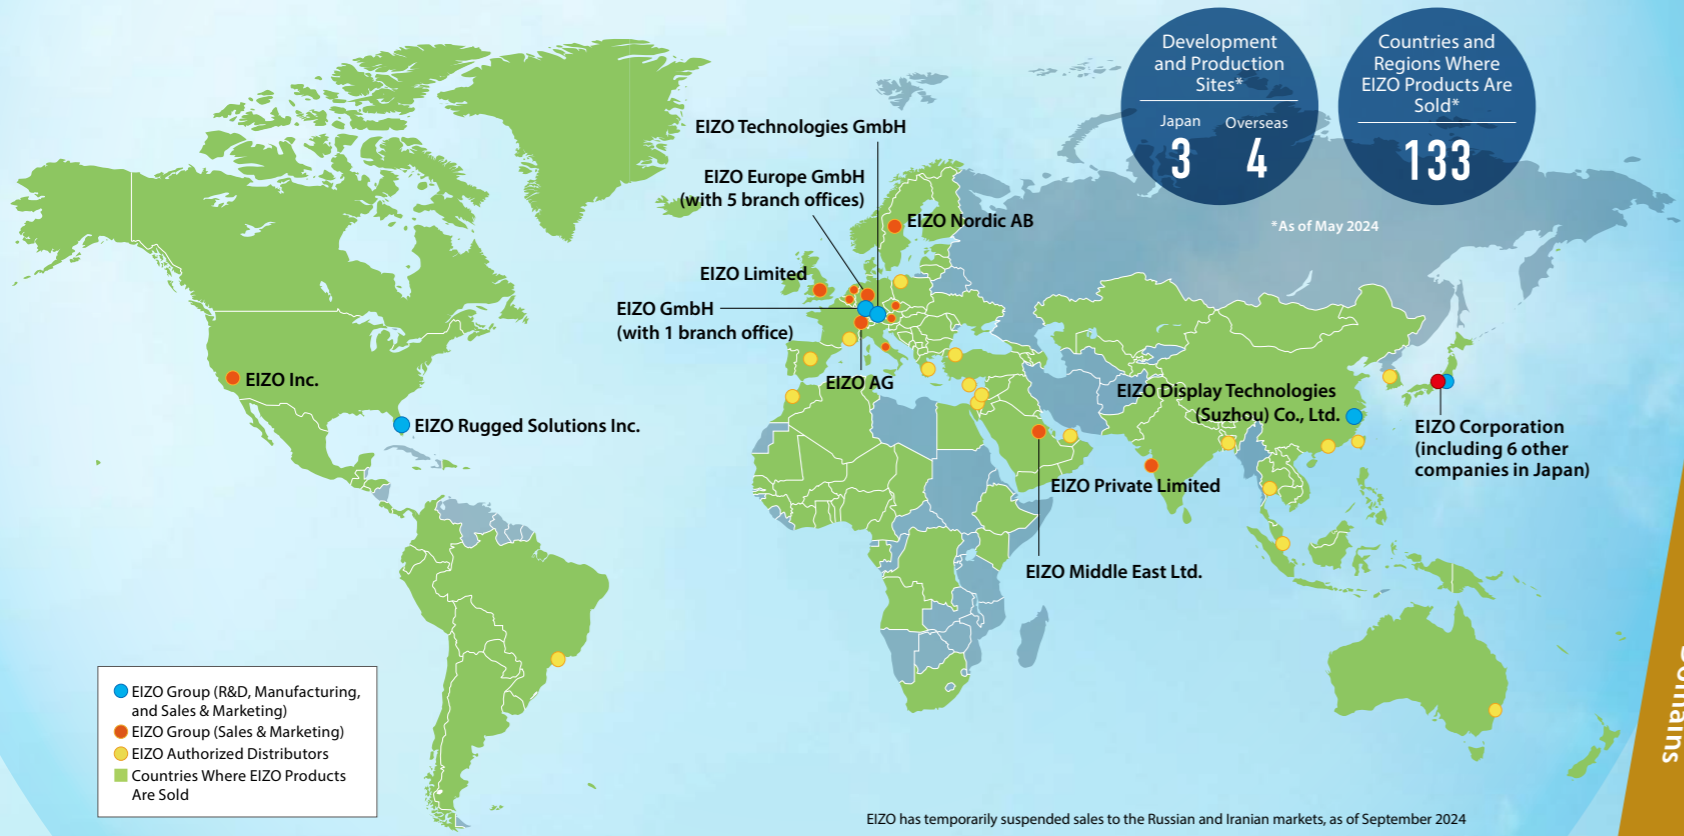 Development
and Production
Sites*
Japan
3
Overseas
4
Countries and
Regions Where
EIZO Products Are
Sold*
133
*As of May 2024
EIZO Technologies GmbH
EIZO Europe GmbH
(with 5 branch offices)
EIZO Nordic AB
EIZO Limited
EIZO GmbH
(with 1 branch office)
EIZO AG
EIZO Inc.
EIZO Rugged Solutions Inc.
EIZO Display Technologies
(Suzhou) Co., Ltd.
EIZO Corporation
(including 6 other
companies in Japan)
EIZO Private Limited
EIZO Middle East Ltd.
EIZO Group (R&D, Manufacturing,
and Sales & Marketing)
EIZO Group (Sales & Marketing)
EIZO Authorized Distributors
Countries Where EIZO Products
Are Sold
EIZO has temporarily suspended sales to the Russian and Iranian markets, as of September 2024